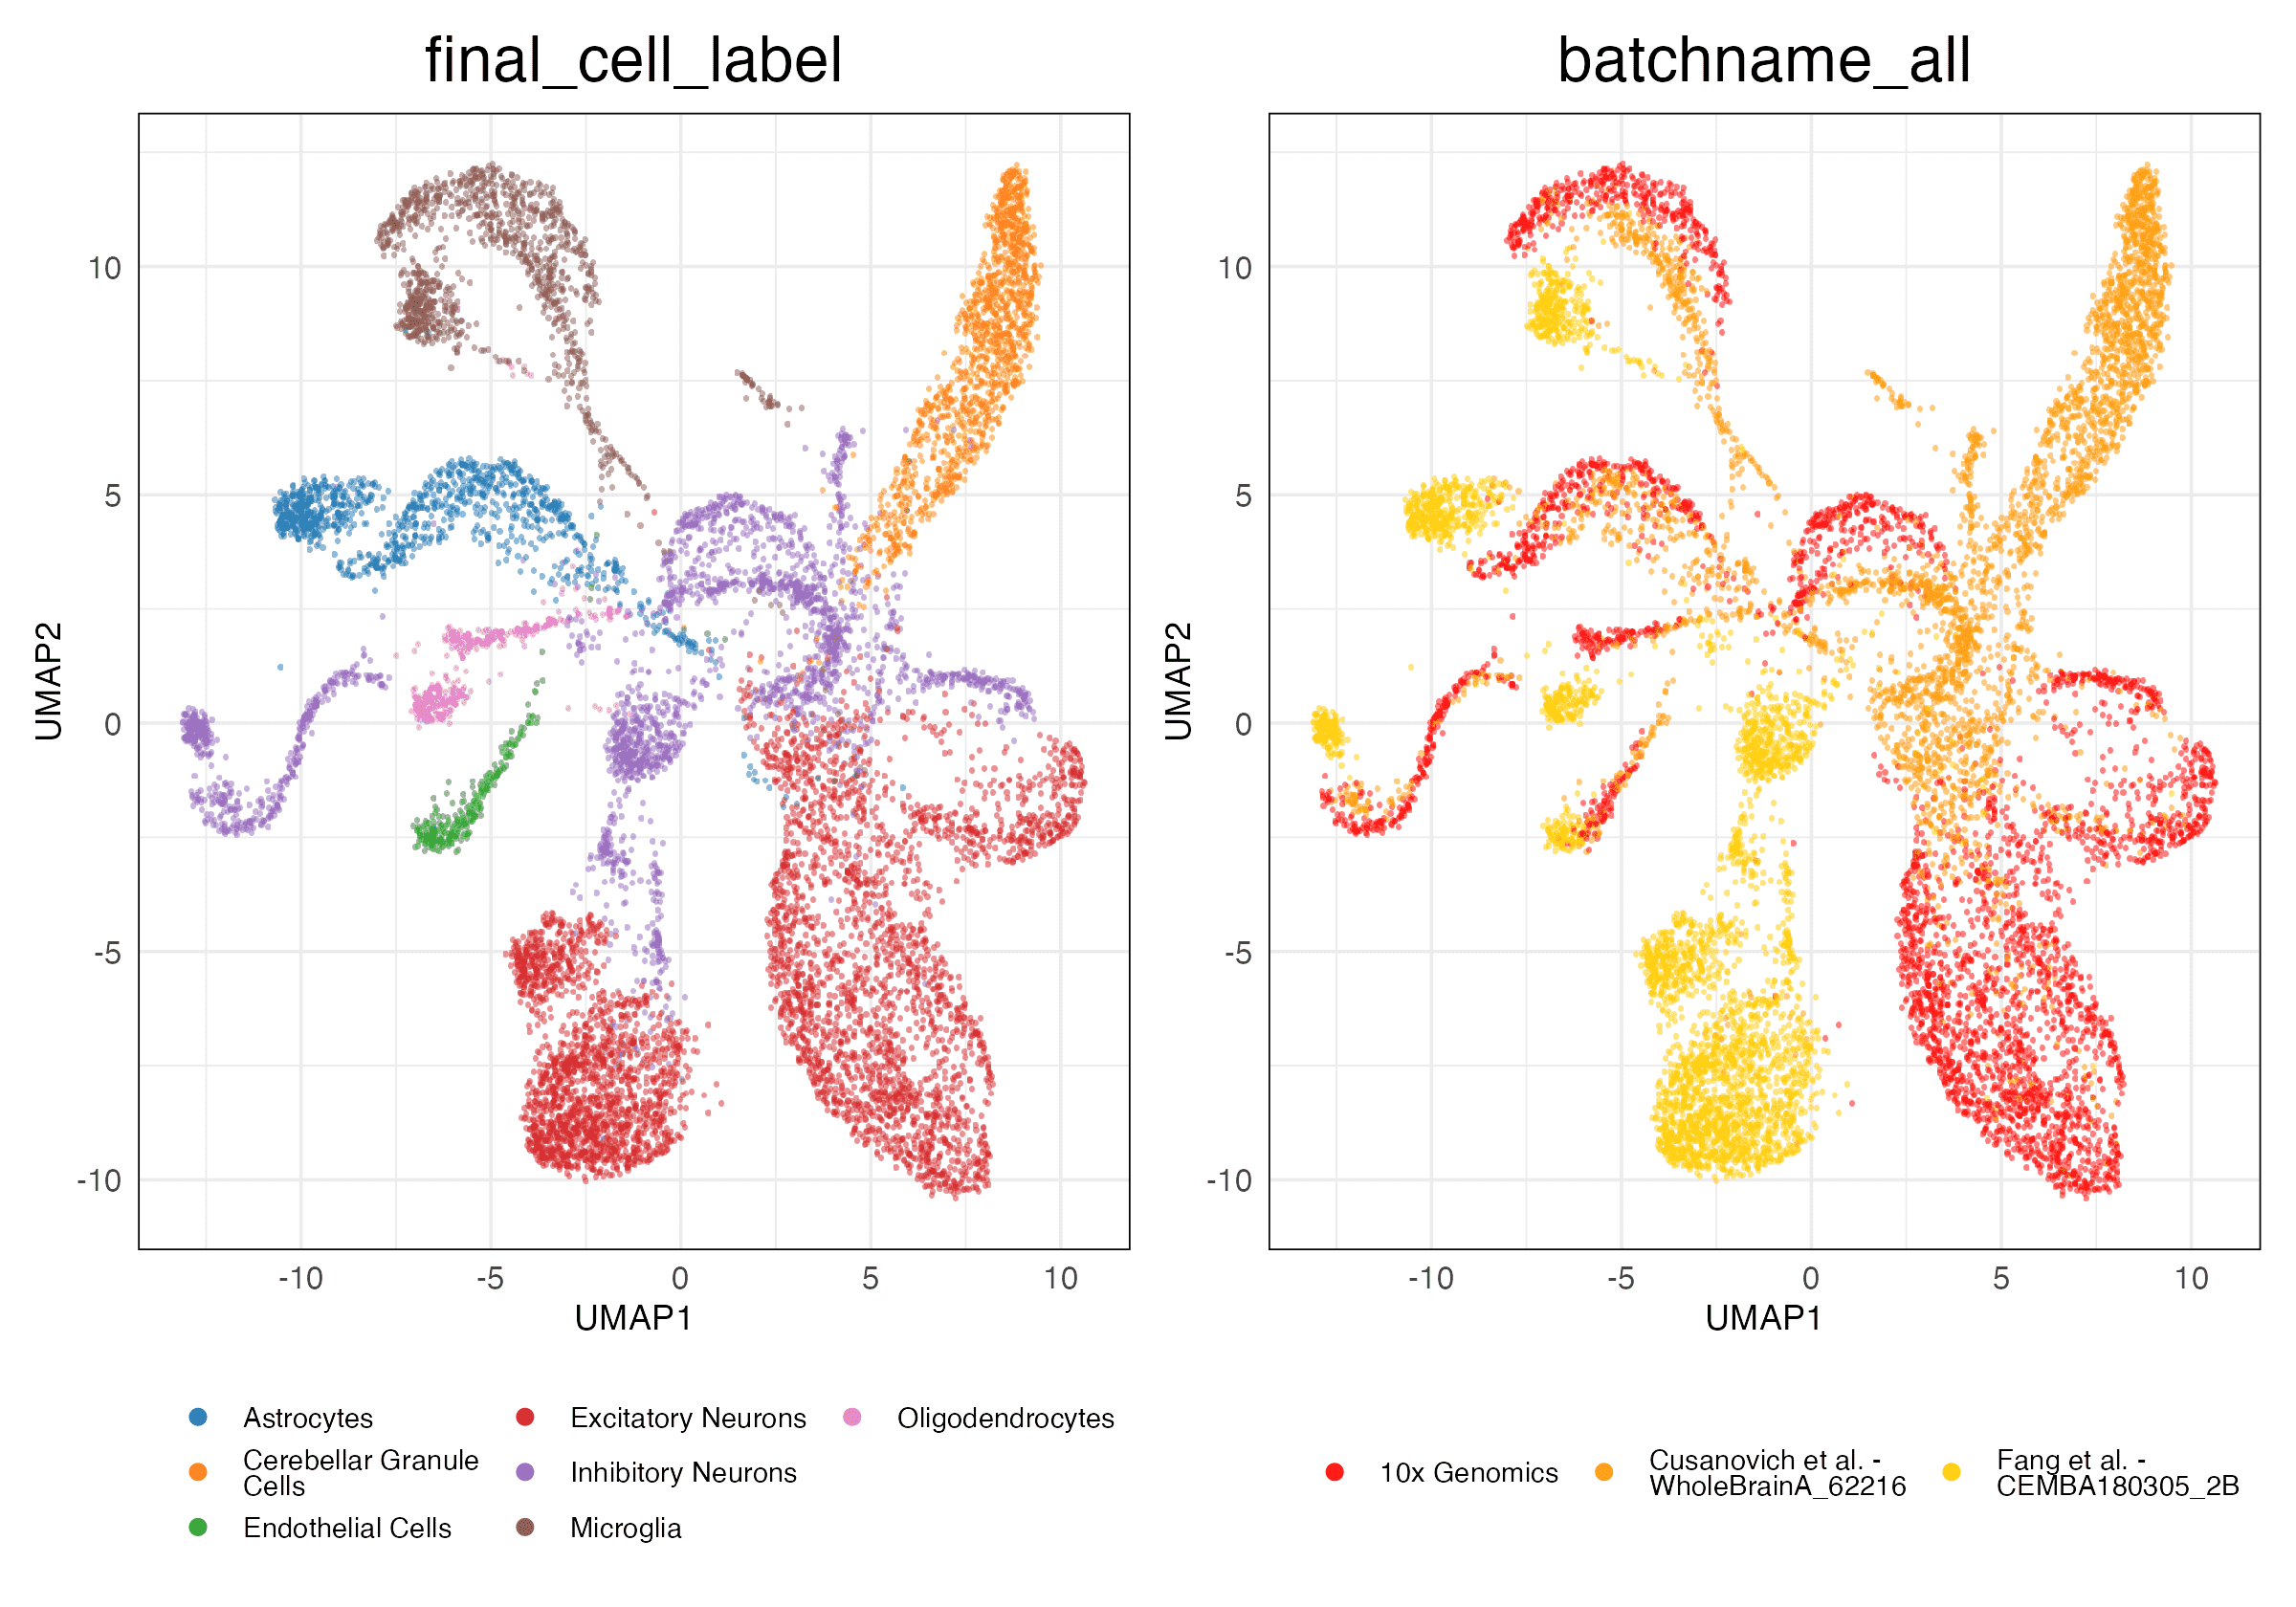 final_cell_label
batchname_all
10
5
0
-5
-10
UMAP2
-10
-5
0
5
10
UMAP1
10
5
0
-5
-10
UMAP2
-10
-5
0
5
10
UMAP1
Astrocytes
Cerebellar Granule
Cells
Endothelial Cells
Excitatory Neurons
Inhibitory Neurons
Microglia
Oligodendrocytes
10x Genomics
Cusanovich et al. -
WholeBrainA_62216
Fang et al. -
CEMBA180305_2B